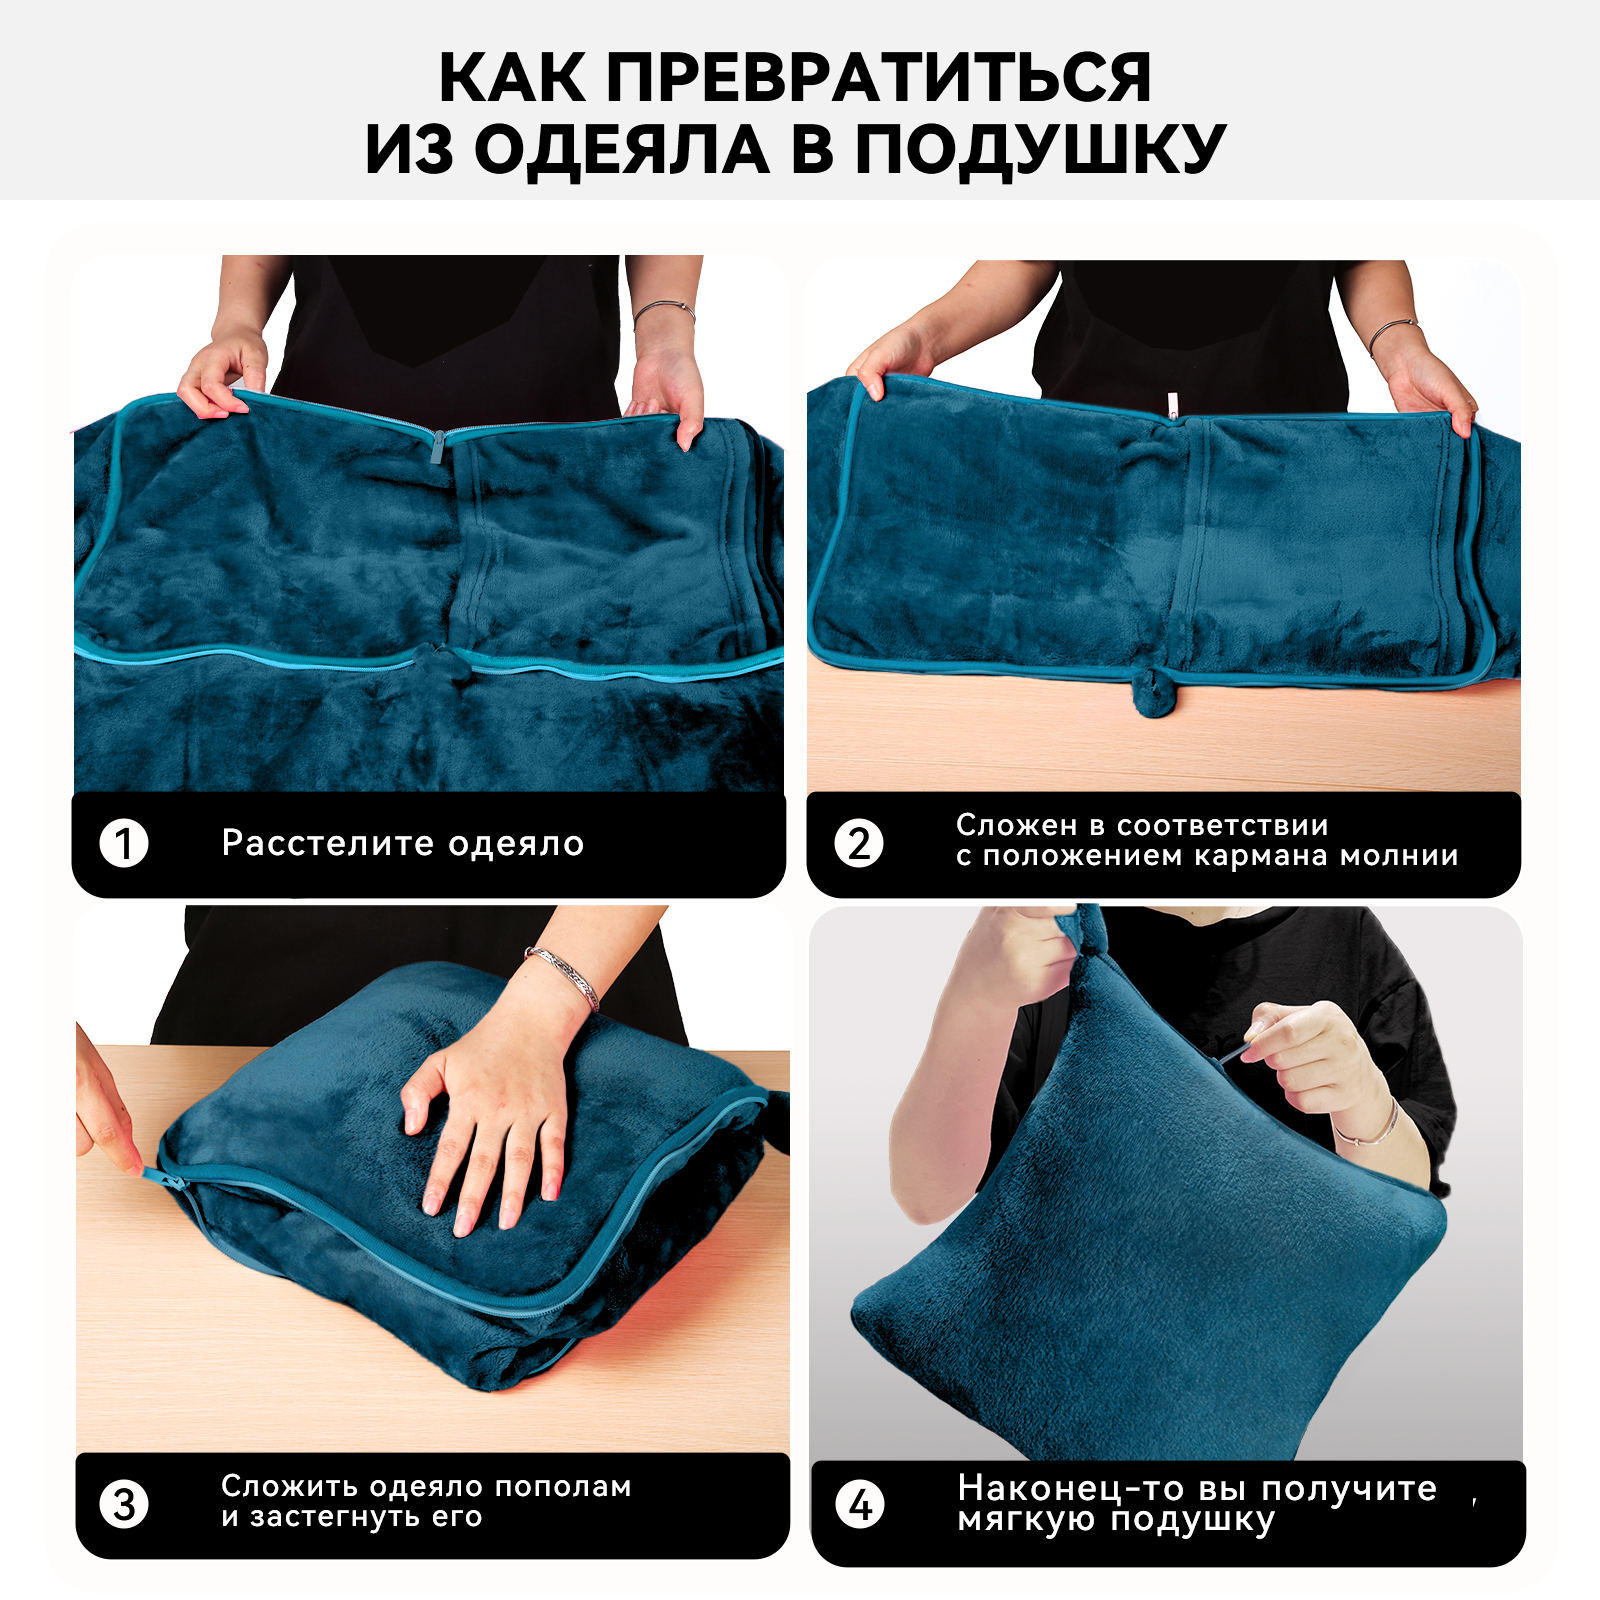 КАК ПРЕВРАТИТЬСЯ
ИЗ ОДЕЯЛА В ПОДУШКУ
1
Расстелите одеяло
2
Сложен в соответствии
с положением кармана молнии
3
Сложить одеяло пополам
и застегнуть его
4
Наконец-то вы получите ,
мягкую подушку